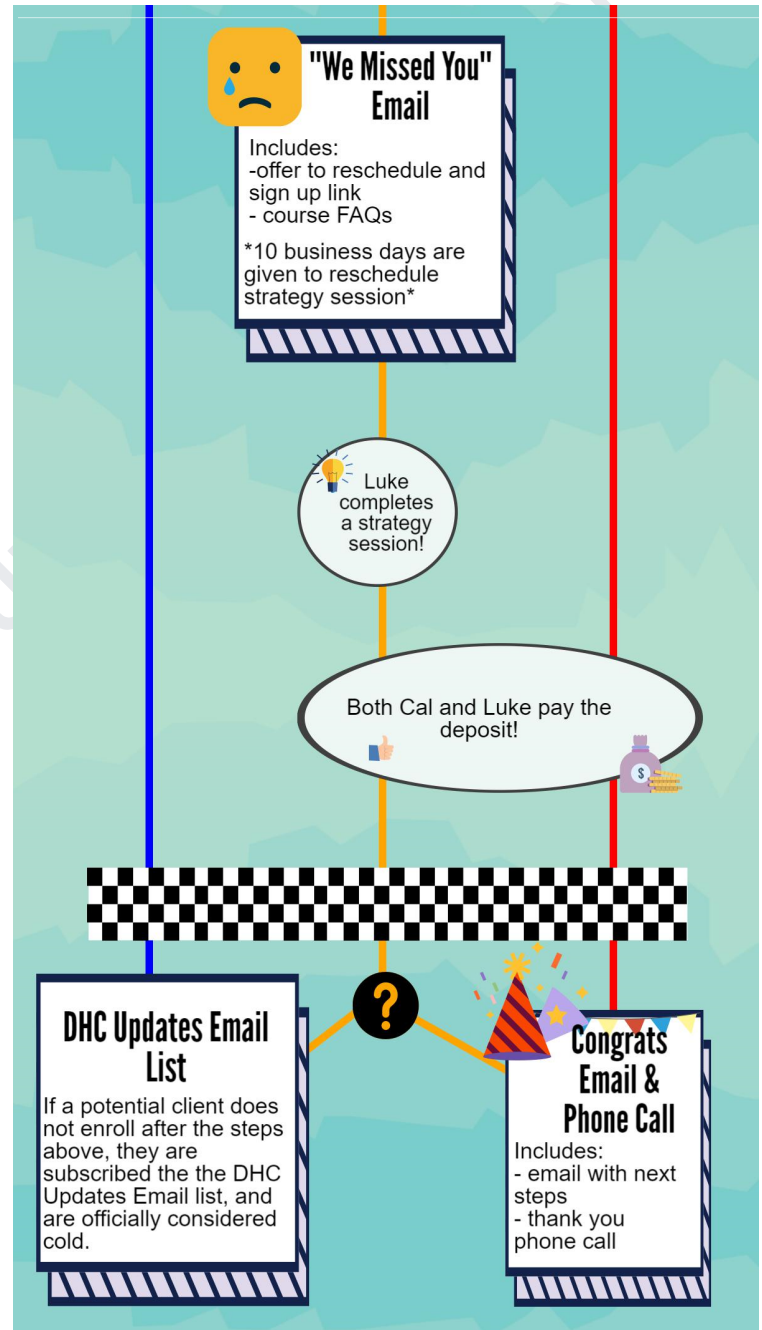 "We Missed You"
Email
Includes:
-offer to reschedule and
sign up link
- course FAQs
*10 business days are
given to reschedule
strategy session*
Luke
completes
a strategy
session!
Both Cal and Luke pay the
deposit!
$
?
DHC Updates Email
List
If a potential client does
not enroll after the steps
above, they are
subscribed the the DHC
Updates Email list, and
are officially considered
cold.
Congrats
Email &
Phone Call
Includes:
- email with next
steps
- thank you
phone call